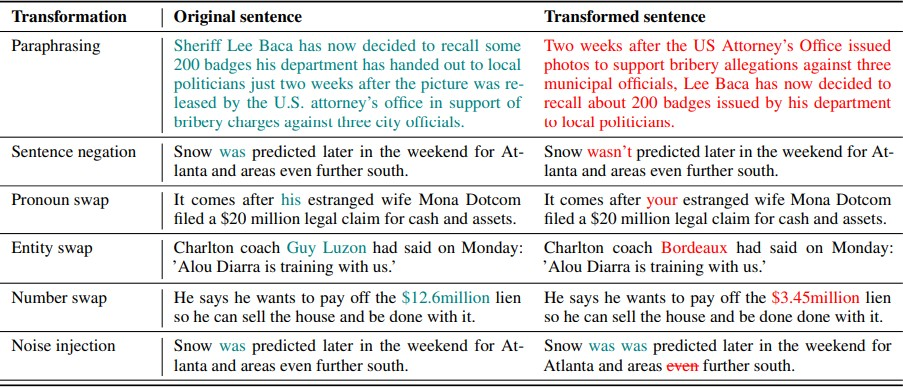 Transformation Original sentence Transformed sentence
Paraphrasing Sheriff Lee Baca has now decided to recall some Two weeks after the US Attorney's Office issued
200 badges his department has handed out to local photos to support bribery allegations against three
politicians just two weeks after the picture was re- municipal officials, Lee Baca has now decided to
leased by the U.S. attorney's office in support of recall about 200 badges issued by his department
bribery charges against three city officials. to local politicians.
Sentence negation Snow was predicted later in the weekend for At- Snow wasn't predicted later in the weekend for At-
lanta and areas even further south. lanta and areas even further south.
Pronoun swap It comes after his estranged wife Mona Dotcom It comes after your estranged wife Mona Dotcom
filed a $20 million legal claim for cash and assets. filed a $20 million legal claim for cash and assets.
Entity swap Charlton coach Guy Luzon had said on Monday: Charlton coach Bordeaux had said on Monday:
'Alou Diarra is training with us.' 'Alou Diarra is training with us.'
Number swap He says he wants to pay off the $12.6million lien He says he wants to pay off the $3.45million lien
so he can sell the house and be done with it. so he can sell the house and be done done with it.
Noise injection Snow was predicted later in the weekend for At- Snow was was predicted later in the weekend for
lanta and areas even further south. Atlanta and areas even further south.